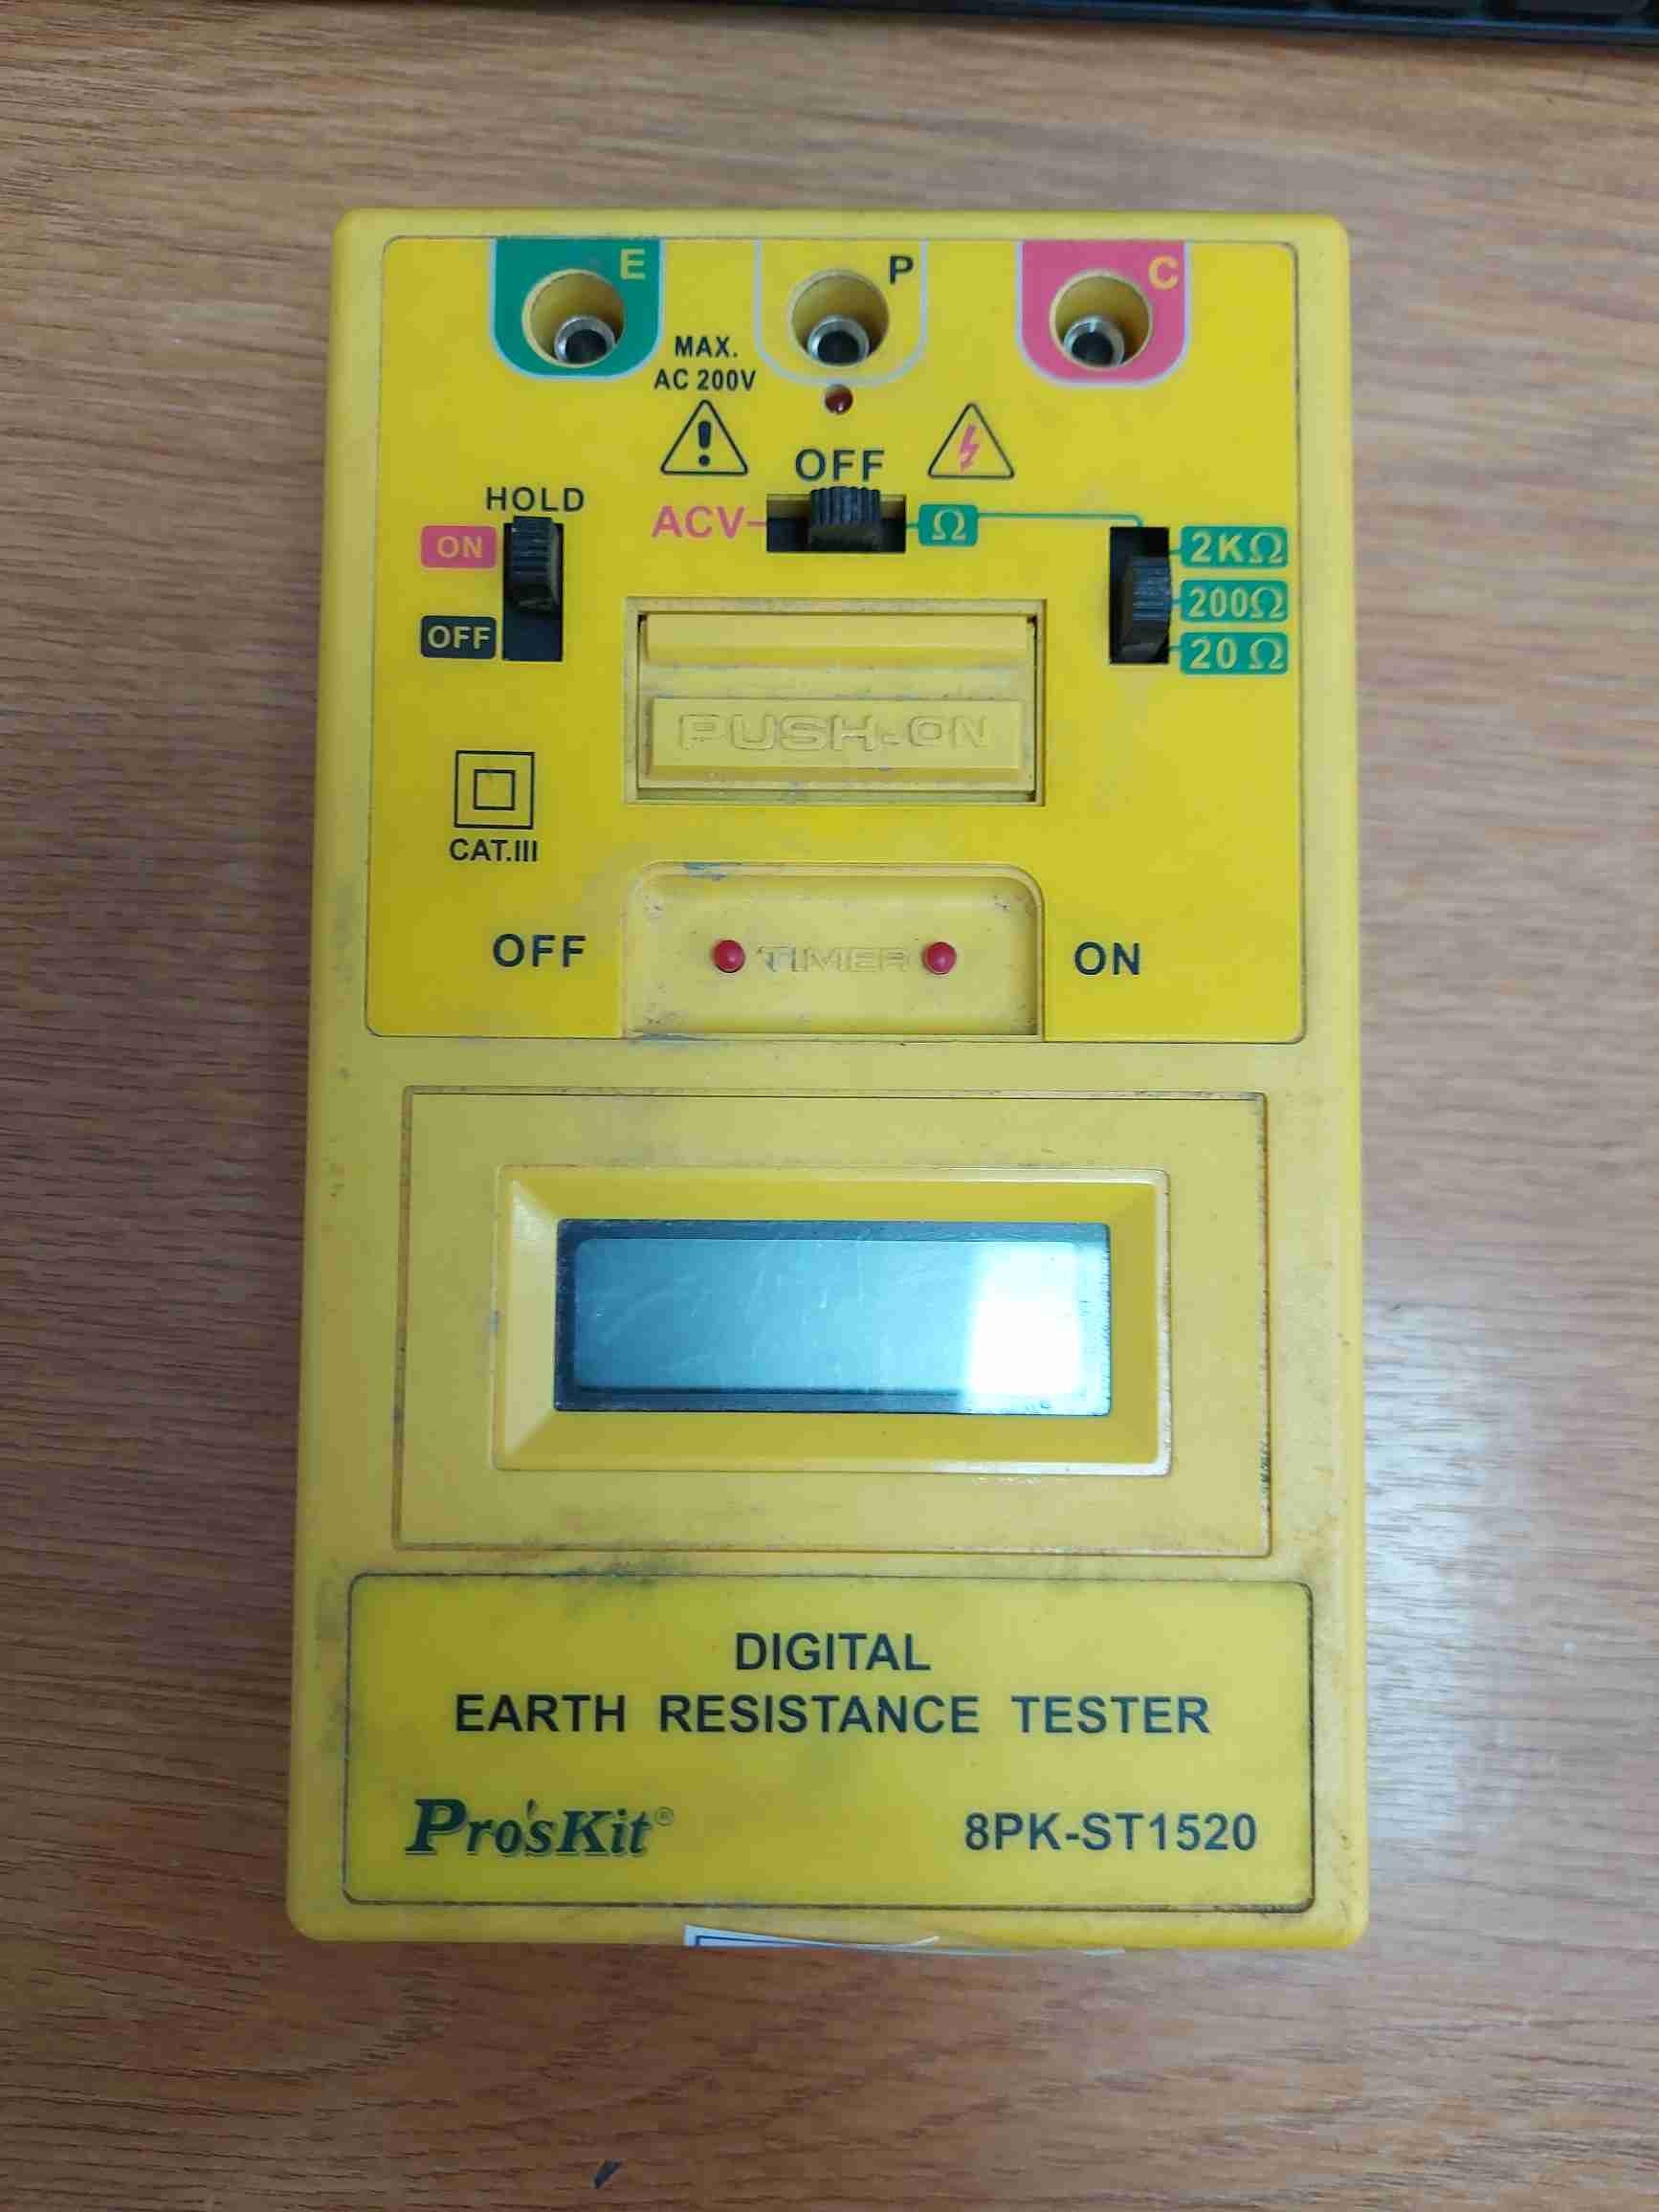 E
P
C
MAX.
AC 200V
OFF
HOLD
ACV
Ω
ON
OFF
2KΩ
200Ω
20 Ω
PUSH-ON
CAT.III
OFF
TIMER
ON
DIGITAL
EARTH RESISTANCE TESTER
Pro'sKit®
8PK-ST1520